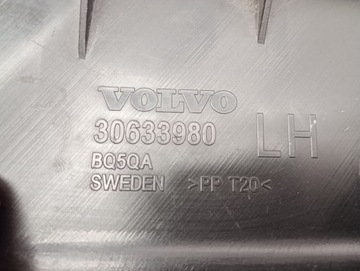 VOLVO
30633980 LH
BQ5QA
SWEDEN >PP T20<